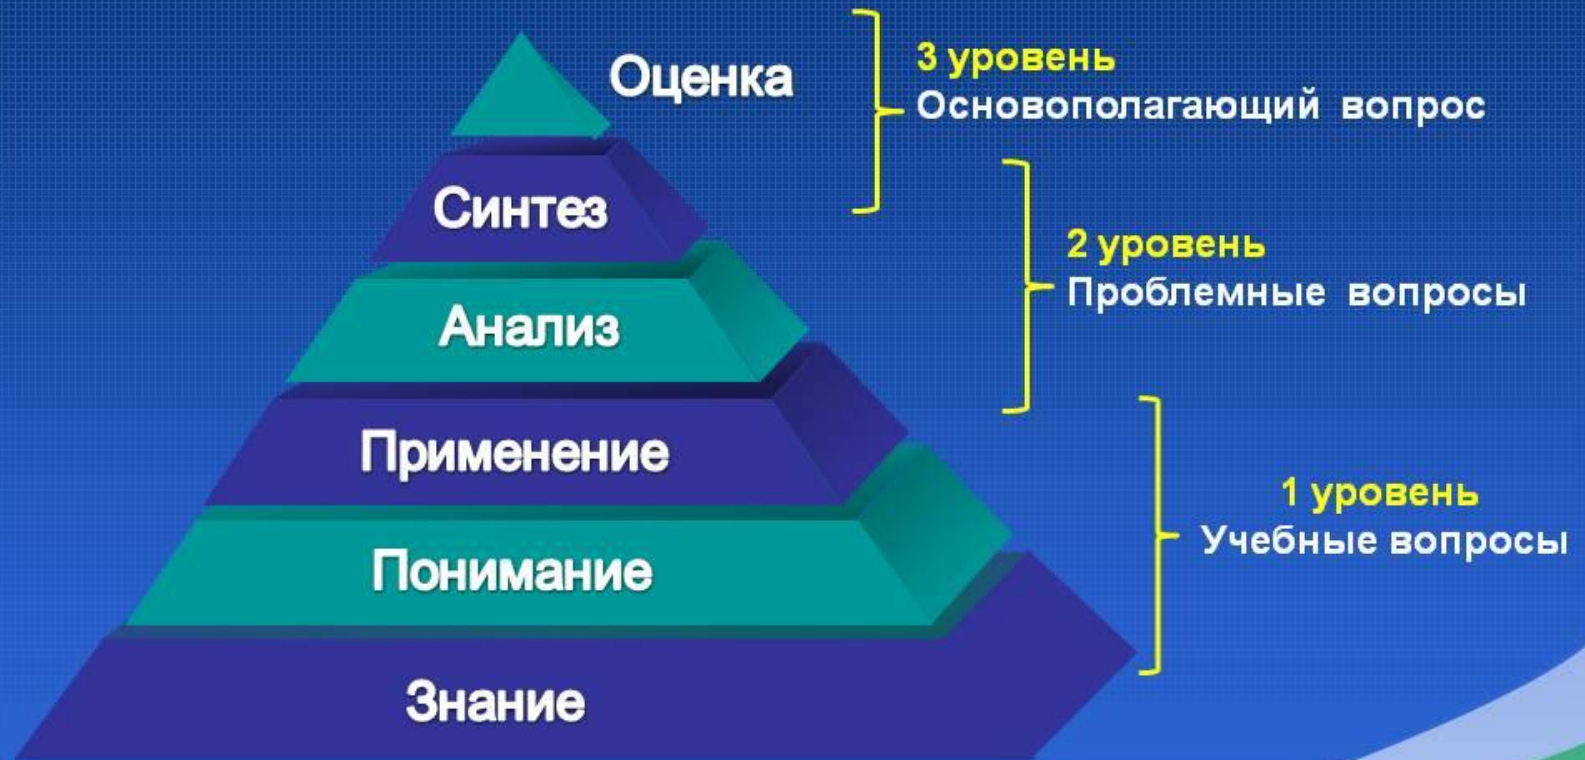 Оценка
3 уровень
Основополагающий вопрос
Синтез
2 уровень
Проблемные вопросы
Анализ
Применение
1 уровень
Учебные вопросы
Понимание
Знание